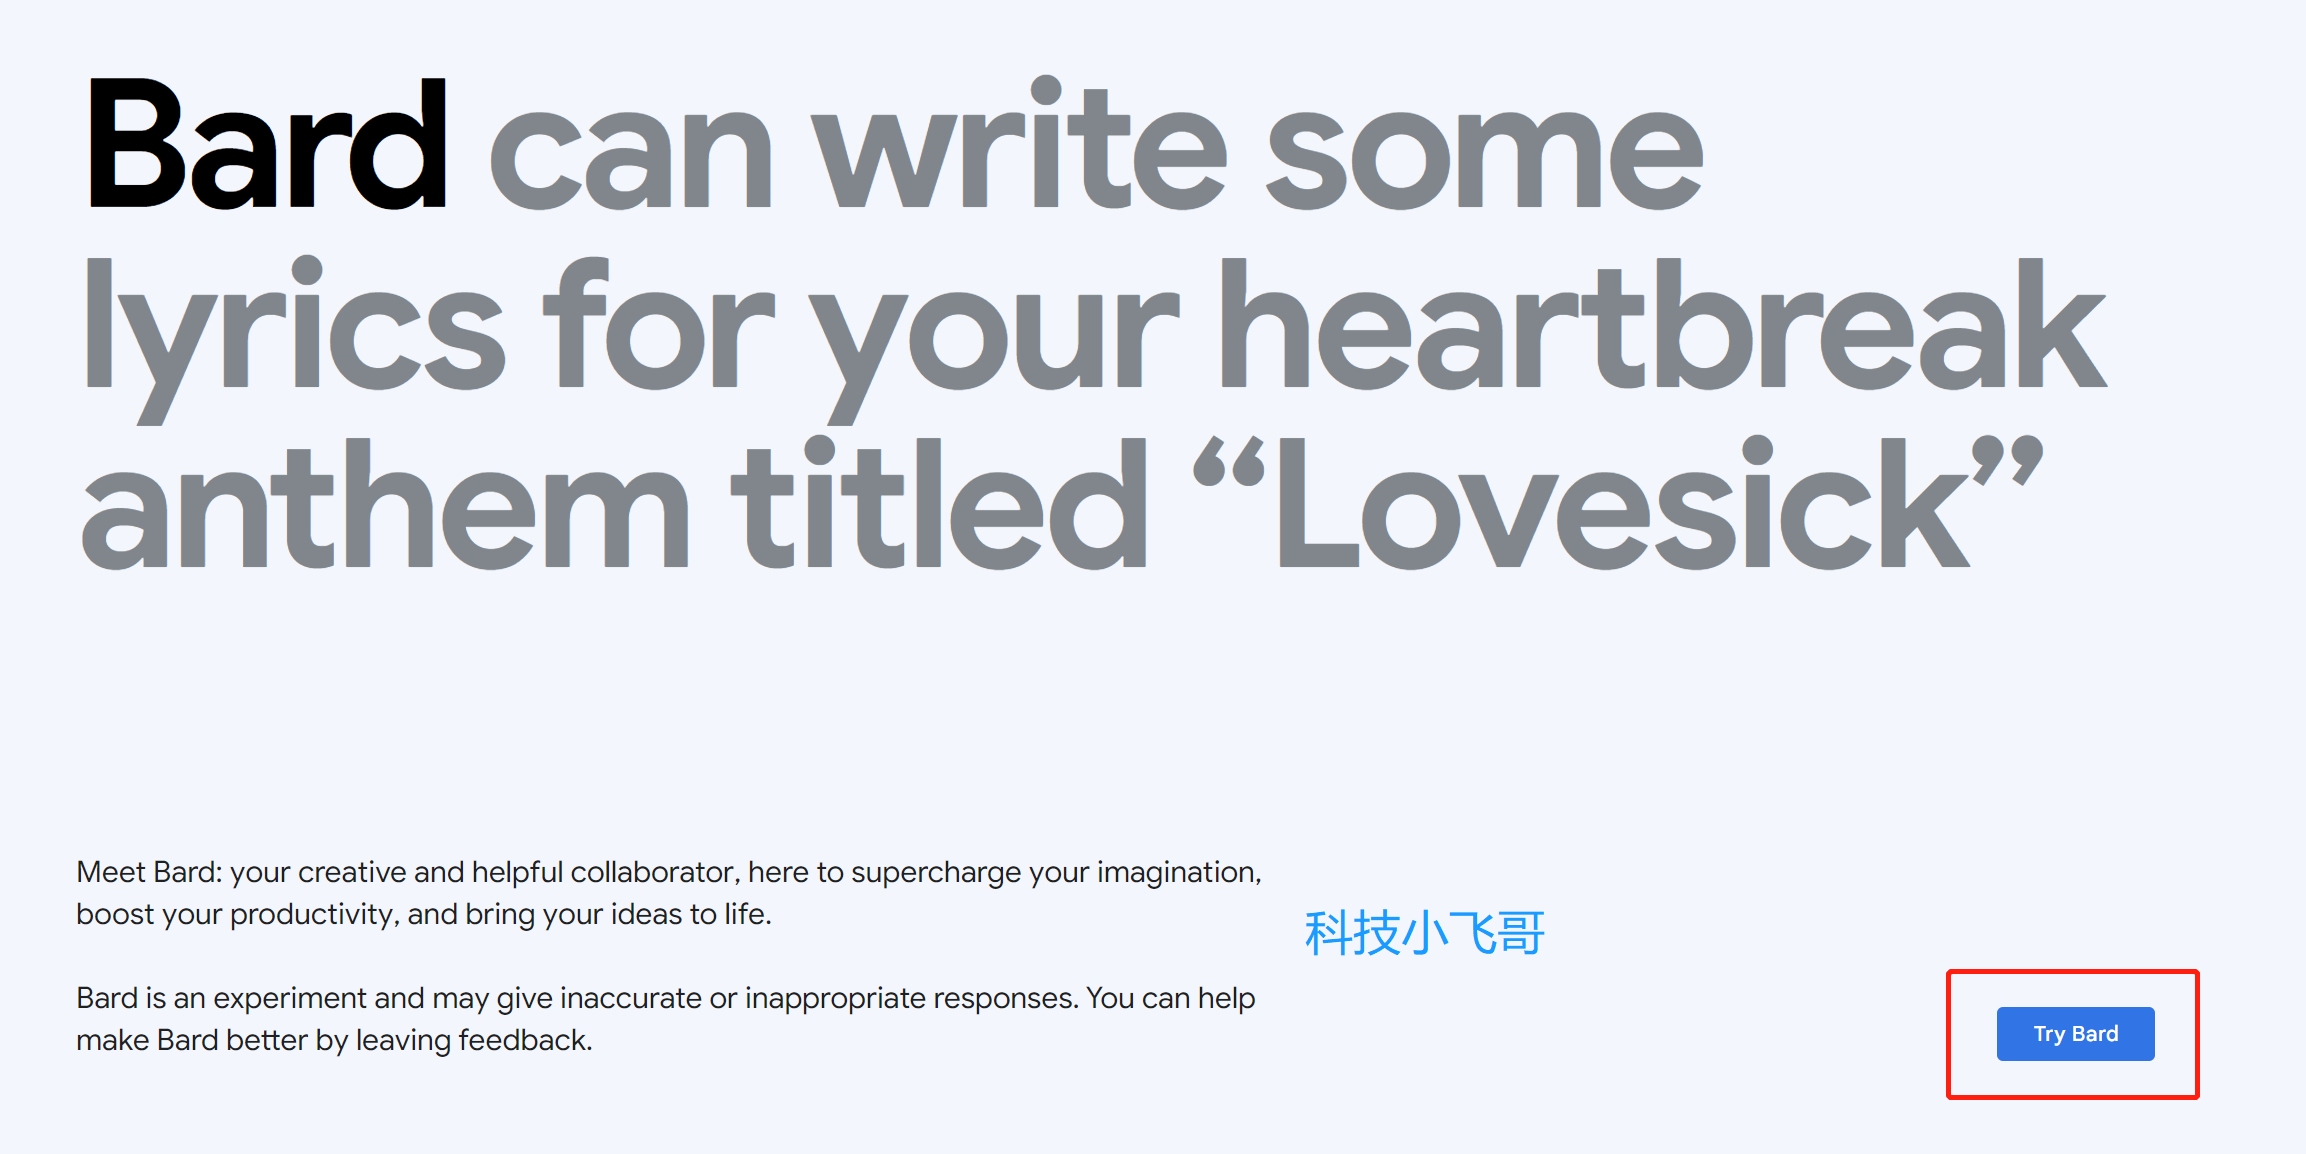 Bard can write some
lyrics for your heartbreak
anthem titled “Lovesick”
Meet Bard: your creative and helpful collaborator, here to supercharge your imagination,
boost your productivity, and bring your ideas to life.
科技小飞哥
Bard is an experiment and may give inaccurate or inappropriate responses. You can help
make Bard better by leaving feedback.
Try Bard